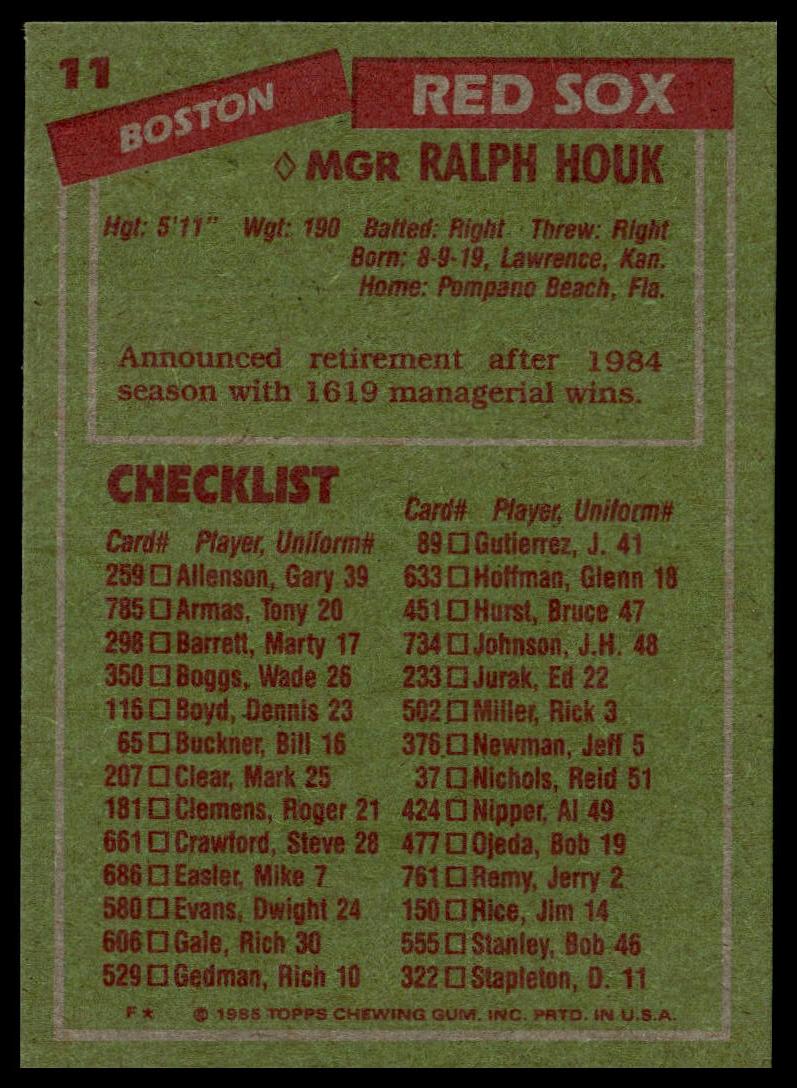 11
BOSTON RED SOX
◊ MGR RALPH HOUK
Hgt: 5'11" Wgt: 190 Batted: Right Threw: Right
Born: 8-9-19, Lawrence, Kan.
Home: Pompano Beach, Fla.
Announced retirement after 1984
season with 1619 managerial wins.
CHECKLIST
Card# Player, Uniform#
259 □ Allenson, Gary 39
785 □ Armas, Tony 20
298 □ Barrett, Marty 17
350 □ Boggs, Wade 26
116 □ Boyd, Dennis 23
65 □ Buckner, Bill 16
207 □ Clear, Mark 25
181 □ Clemens, Roger 21
661 □ Crawford, Steve 28
686 □ Easler, Mike 7
580 □ Evans, Dwight 24
606 □ Gale, Rich 30
529 □ Gedman, Rich 10
Card# Player, Uniform#
89 □ Gutierrez, J. 41
633 □ Hoffman, Glenn 18
451 □ Hurst, Bruce 47
734 □ Johnson, J.H. 48
233 □ Jurak, Ed 22
502 □ Miller, Rick 3
376 □ Newman, Jeff 5
37 □ Nichols, Reid 51
424 □ Nipper, Al 49
477 □ Ojeda, Bob 19
761 □ Remy, Jerry 2
150 □ Rice, Jim 14
555 □ Stanley, Bob 46
322 □ Stapleton, D. 11
F★ © 1985 TOPPS CHEWING GUM, INC. PRTD. IN U.S.A.